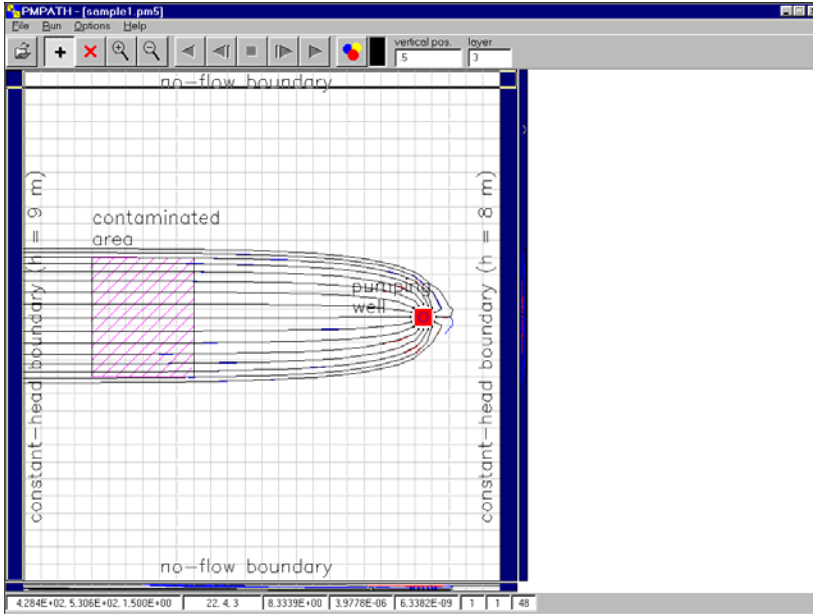 PMPATH - [sample1.pm5]
File Run Options Help
vertical pos. layer
.5 3
no-flow boundary
constant-head boundary (h = 9 m)
contaminated
area
pumping
well
constant-head boundary (h = 8 m)
no-flow boundary
4.284E+02, 5.306E+02, 1.500E+00 22, 4, 3 8.3339E+00 3.9778E-06 6.3382E-09 1 1 48